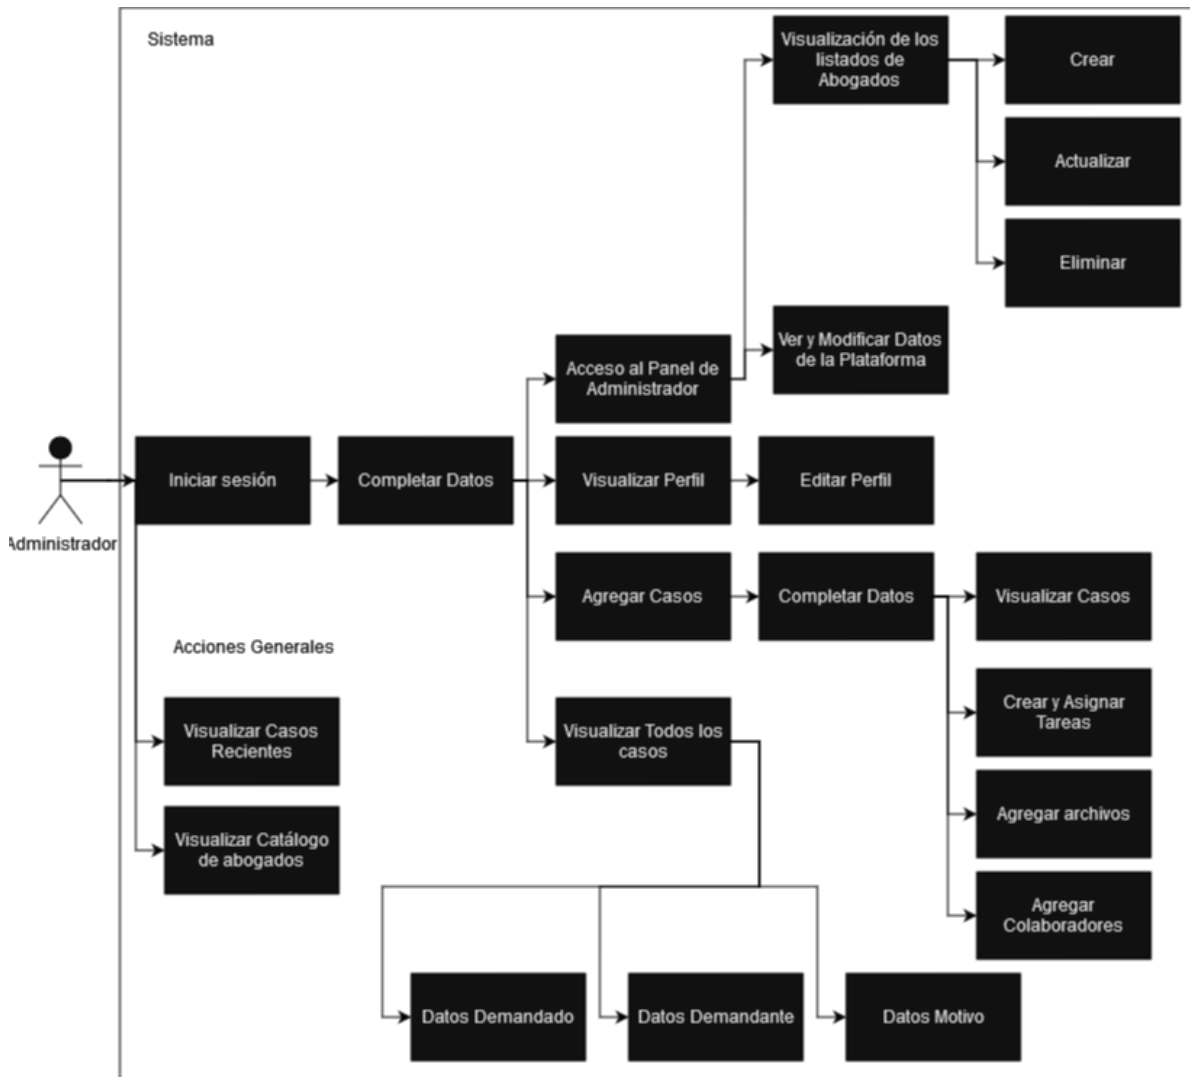 Sistema
Visualización de los
listados de
Abogados
Crear
Actualizar
Eliminar
Acceso al Panel de
Administrador
Ver y Modificar Datos
de la Plataforma
Administrador
Iniciar sesión
Completar Datos
Visualizar Perfil
Editar Perfil
Agregar Casos
Completar Datos
Visualizar Casos
Acciones Generales
Visualizar Casos
Recientes
Visualizar Catálogo
de abogados
Visualizar Todos los
casos
Crear y Asignar
Tareas
Agregar archivos
Agregar
Colaboradores
Datos Demandado
Datos Demandante
Datos Motivo